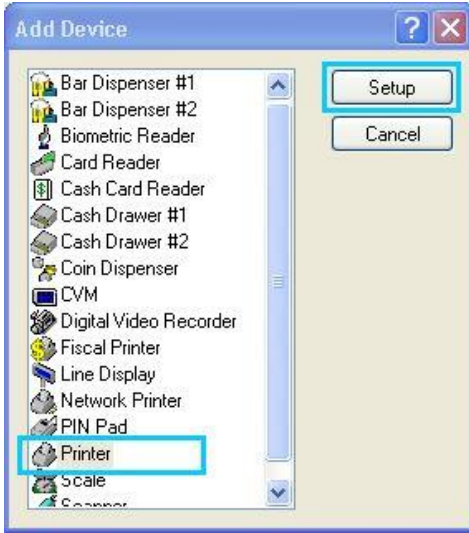 Add Device
Bar Dispenser #1
Bar Dispenser #2
Biometric Reader
Card Reader
Cash Card Reader
Cash Drawer #1
Cash Drawer #2
Coin Dispenser
CVM
Digital Video Recorder
Fiscal Printer
Line Display
Network Printer
PIN Pad
Printer
Scale
Scanner
Setup
Cancel